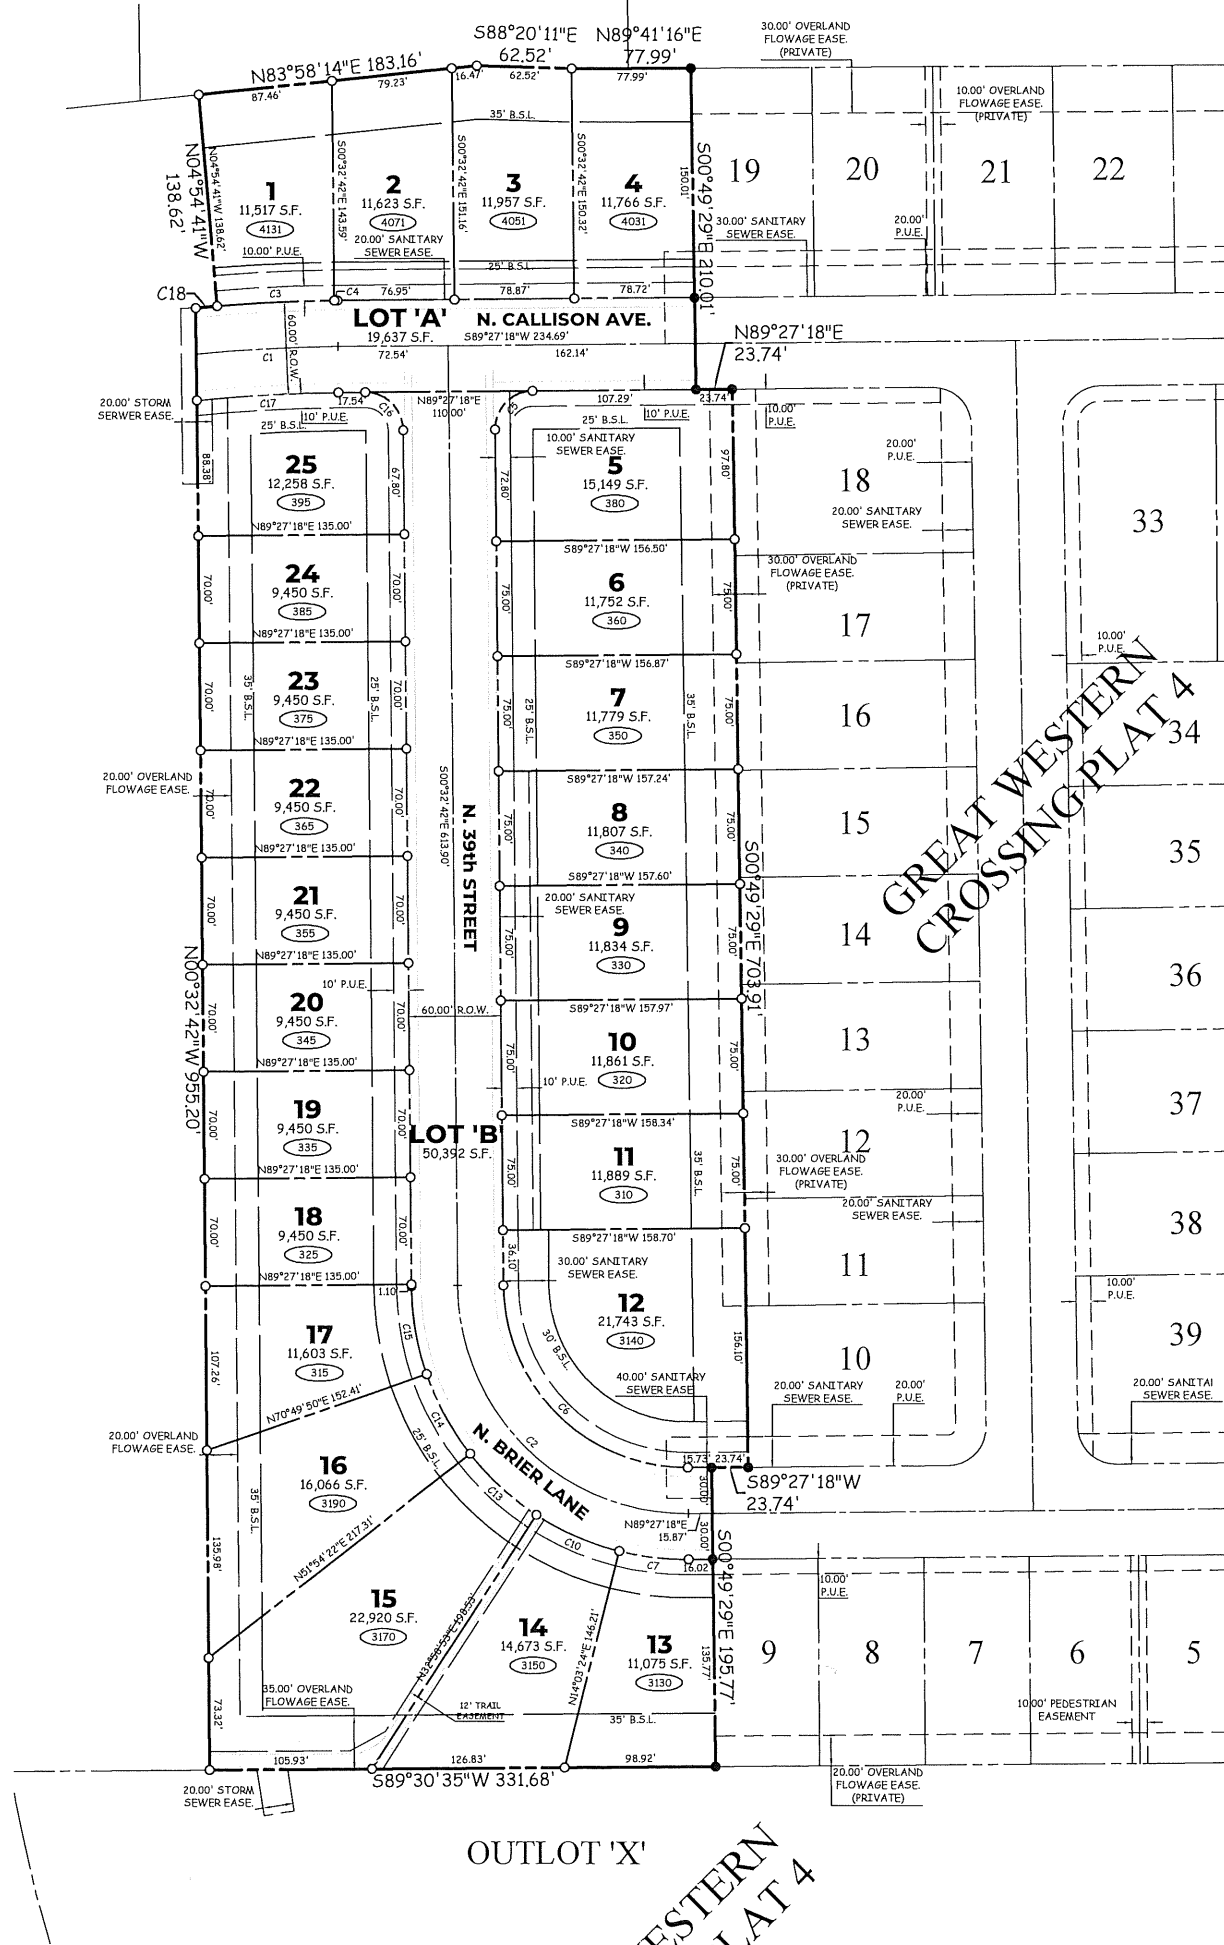 S88°20'11"E
62.52'
N89°41'16"E
77.99'
30.00' OVERLAND
FLOWAGE EASE.
(PRIVATE)
N83°58'14"E 183.16'
87.46'
79.23'
16.47'
62.52'
77.99'
10.00' OVERLAND
FLOWAGE EASE.
(PRIVATE)
35' B.S.L.
N04°54'41"W
138.62'
N04°54'41"W 138.62'
S00°32'42"E 143.59'
S00°32'42"E 151.16'
S00°32'42"E 150.32'
150.01'
S00°49'29"E 210.01'
1
11,517 S.F.
4131
2
11,623 S.F.
4071
3
11,957 S.F.
4051
4
11,766 S.F.
4031
19
20
21
22
10.00' P.U.E.
20.00' SANITARY
SEWER EASE.
25' B.S.L.
30.00' SANITARY
SEWER EASE.
20.00'
P.U.E.
C18
C3
C4
76.95'
78.87'
78.72'
LOT 'A'
19,637 S.F.
N. CALLISON AVE.
S89°27'18"W 234.69'
60.00' R.O.W.
C1
72.54'
162.14'
N89°27'18"E
23.74'
20.00' STORM
SERWER EASE.
C17
17.54'
C16
N89°27'18"E
110.00'
C5
107.29'
23.74'
10' P.U.E.
25' B.S.L.
10' P.U.E.
25' B.S.L.
10.00'
P.U.E.
10.00' SANITARY
SEWER EASE.
88.38'
67.80'
72.80'
97.80'
25
12,258 S.F.
395
N89°27'18"E 135.00'
5
15,149 S.F.
380
S89°27'18"W 156.50'
20.00'
P.U.E.
18
20.00' SANITARY
SEWER EASE.
33
24
9,450 S.F.
385
70.00'
70.00'
N89°27'18"E 135.00'
6
11,752 S.F.
360
75.00'
75.00'
S89°27'18"W 156.87'
30.00' OVERLAND
FLOWAGE EASE.
(PRIVATE)
17
10.00'
P.U.E.
23
9,450 S.F.
375
70.00'
70.00'
35' B.S.L.
25' B.S.L.
N89°27'18"E 135.00'
7
11,779 S.F.
350
75.00'
75.00'
25' B.S.L.
35' B.S.L.
S89°27'18"W 157.24'
16
34
GREAT WESTERN
CROSSING PLAT 4
20.00' OVERLAND
FLOWAGE EASE.
22
9,450 S.F.
365
70.00'
70.00'
N89°27'18"E 135.00'
S00°32'42"E 613.90'
N. 39th STREET
8
11,807 S.F.
340
75.00'
75.00'
S89°27'18"W 157.60'
15
35
21
9,450 S.F.
355
70.00'
70.00'
N89°27'18"E 135.00'
20.00' SANITARY
SEWER EASE.
9
11,834 S.F.
330
75.00'
75.00'
S89°27'18"W 157.97'
S00°49'29"E 703.91'
14
36
N00°32'42"W 955.20'
10' P.U.E.
20
9,450 S.F.
345
70.00'
70.00'
60.00' R.O.W.
N89°27'18"E 135.00'
10
11,861 S.F.
320
75.00'
75.00'
10' P.U.E.
S89°27'18"W 158.34'
13
37
20.00'
P.U.E.
19
9,450 S.F.
335
70.00'
70.00'
LOT 'B'
50,392 S.F.
N89°27'18"E 135.00'
11
11,889 S.F.
310
75.00'
75.00'
35' B.S.L.
S89°27'18"W 158.70'
12
30.00' OVERLAND
FLOWAGE EASE.
(PRIVATE)
20.00' SANITARY
SEWER EASE.
38
18
9,450 S.F.
325
70.00'
70.00'
N89°27'18"E 135.00'
1.10'
36.10'
30.00' SANITARY
SEWER EASE.
11
10.00'
P.U.E.
17
11,603 S.F.
315
107.26'
C15
N70°49'50"E 152.41'
12
21,743 S.F.
3140
30' B.S.L.
156.10'
10
39
40.00' SANITARY
SEWER EASE.
20.00' SANITARY
SEWER EASE.
20.00'
P.U.E.
20.00' SANITAI
SEWER EASE.
20.00' OVERLAND
FLOWAGE EASE.
C14
25' B.S.L.
C6
C2
N. BRIER LANE
16
16,066 S.F.
3190
35' B.S.L.
15.73'
23.74'
S89°27'18"W
23.74'
30.00'
C13
N89°27'18"E
15.87'
30.00'
135.98'
N51°54'22"E 217.31'
C10
C7
16.02'
S00°49'29"E 195.77'
10.00'
P.U.E.
15
22,920 S.F.
3170
N32°58'53"E 198.53'
14
14,673 S.F.
3150
N14°03'24"E 146.21'
13
11,075 S.F.
3130
135.77'
9
8
7
6
5
73.32'
35.00' OVERLAND
FLOWAGE EASE.
12' TRAIL
EASEMENT
35' B.S.L.
10.00' PEDESTRIAN
EASEMENT
105.93'
126.83'
98.92'
S89°30'35"W 331.68'
20.00' STORM
SEWER EASE.
20.00' OVERLAND
FLOWAGE EASE.
(PRIVATE)
OUTLOT 'X'
ESTERN
LAT 4